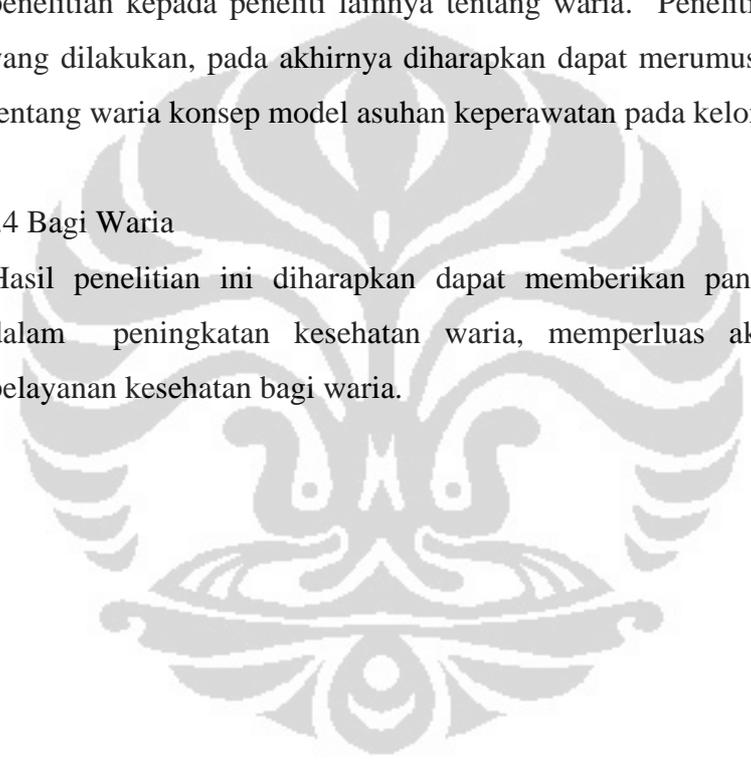 penelitian kepada peneliti lainnya tentang waria. Peneliti
yang dilakukan, pada akhirnya diharapkan dapat merumus
tentang waria konsep model asuhan keperawatan pada kelo
.4 Bagi Waria
Hasil penelitian ini diharapkan dapat memberikan pan
dalam peningkatan kesehatan waria, memperluas ak
pelayanan kesehatan bagi waria.